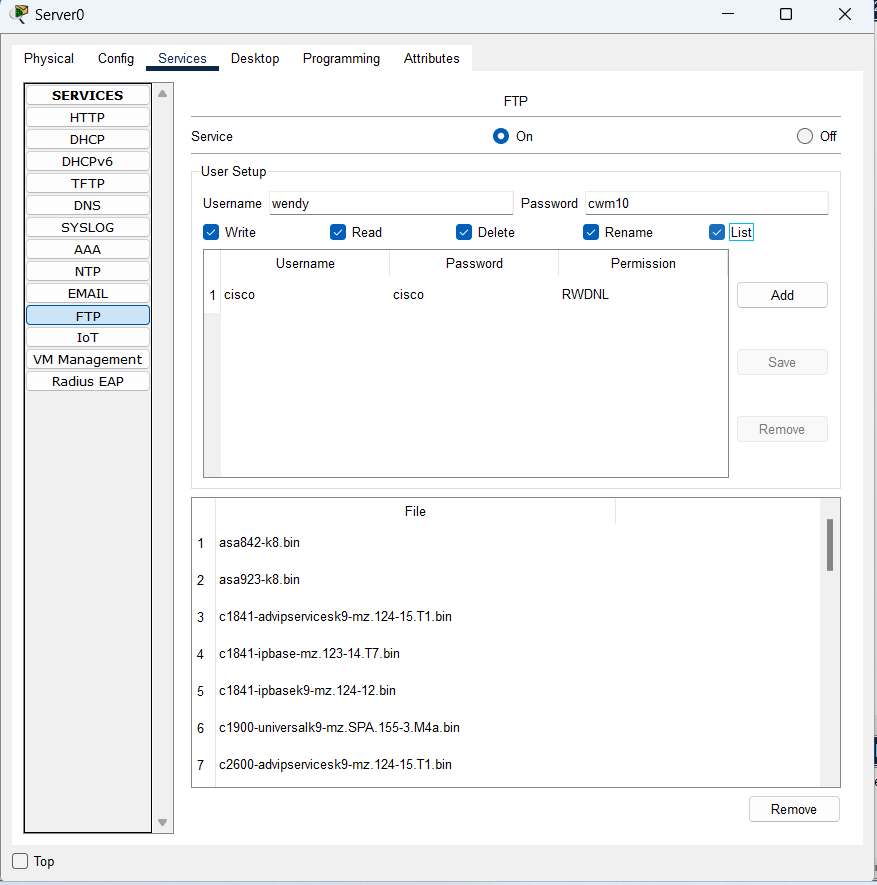 Server0
Physical Config Services Desktop Programming Attributes
SERVICES
HTTP
DHCP
DHCPv6
TFTP
DNS
SYSLOG
AAA
NTP
EMAIL
FTP
IoT
VM Management
Radius EAP
FTP
Service On Off
User Setup
Username wendy Password cwm10
Write Read Delete Rename List
Username Password Permission
1 cisco cisco RWDNL
Add
Save
Remove
File
1 asa842-k8.bin
2 asa923-k8.bin
3 c1841-advipservicesk9-mz.124-15.T1.bin
4 c1841-ipbase-mz.123-14.T7.bin
5 c1841-ipbasek9-mz.124-12.bin
6 c1900-universalk9-mz.SPA.155-3.M4a.bin
7 c2600-advipservicesk9-mz.124-15.T1.bin
Remove
Top